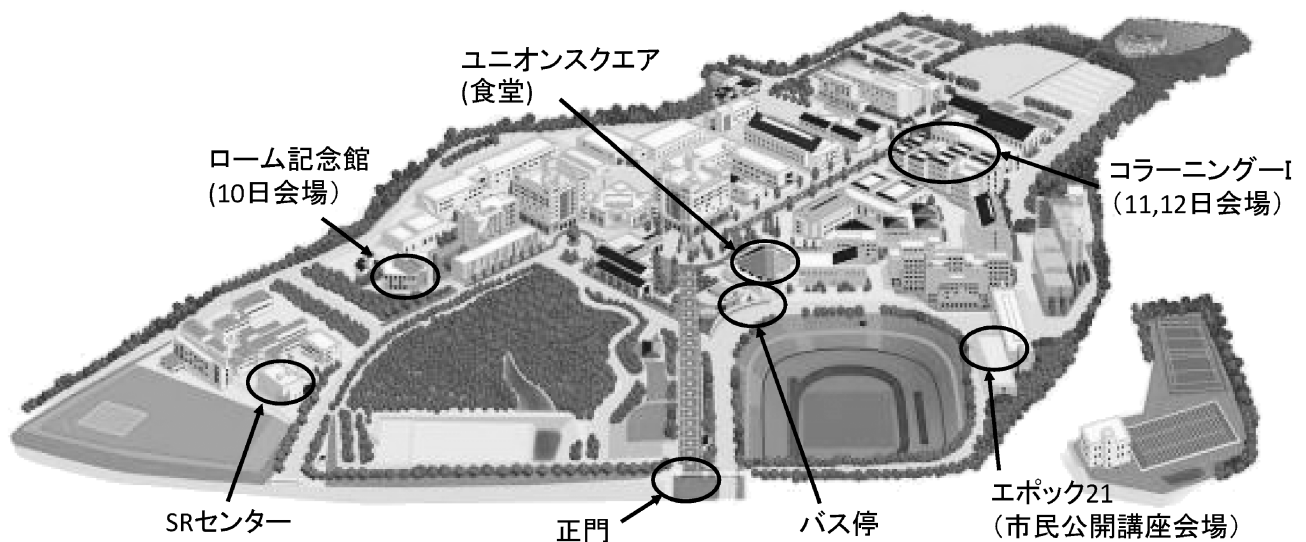 ユニオンスクエア
(食堂)
ローム記念館
(10日会場）
コラーニングーI
（11,12日会場）
SRセンター
正門
バス停
エポック21
（市民公開講座会場）